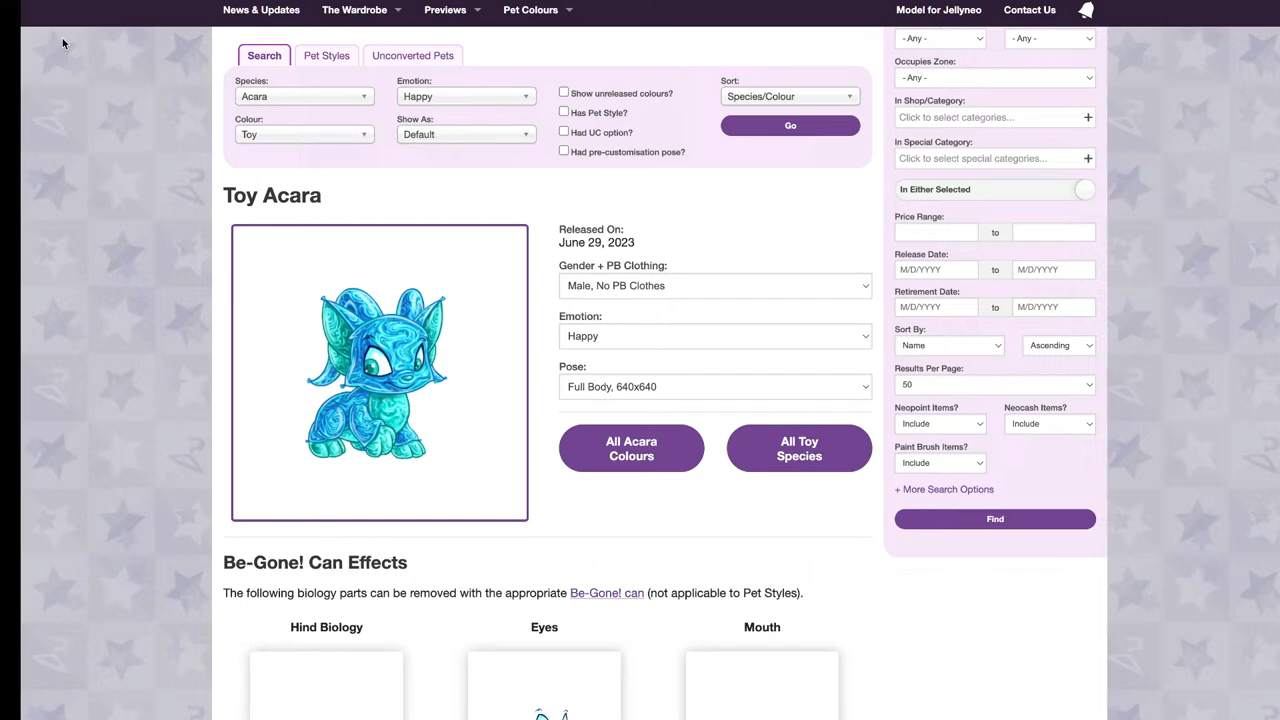 News & Updates The Wardrobe Previews Pet Colours Model for Jellyneo Contact Us
Search Pet Styles Unconverted Pets
Species:
Acara
Colour:
Toy
Emotion:
Happy
Show As:
Default
Show unreleased colours?
Has Pet Style?
Had UC option?
Had pre-customisation pose?
Sort:
Species/Colour
Go
Toy Acara
Released On:
June 29, 2023
Gender + PB Clothing:
Male, No PB Clothes
Emotion:
Happy
Pose:
Full Body, 640x640
All Acara
Colours
All Toy
Species
Be-Gone! Can Effects
The following biology parts can be removed with the appropriate Be-Gone! can (not applicable to Pet Styles).
Hind Biology Eyes Mouth
- Any - - Any -
Occupies Zone:
- Any -
In Shop/Category:
Click to select categories... +
In Special Category:
Click to select special categories... +
In Either Selected
Price Range:
to
Release Date:
M/D/YYYY to M/D/YYYY
Retirement Date:
M/D/YYYY to M/D/YYYY
Sort By:
Name Ascending
Results Per Page:
50
Neopoint Items? Neocash Items?
Include Include
Paint Brush Items?
Include
+ More Search Options
Find